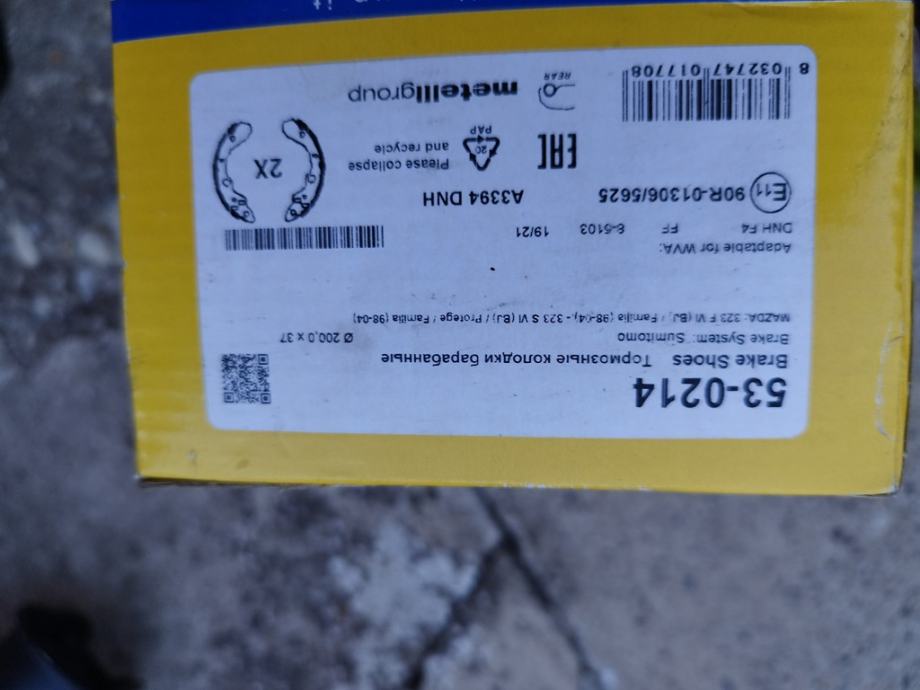 53-0214
Brake Shoes Тормозные колодки барабанные
Brake System: Sumitomo Ø 200,0 x 37
MAZDA: 323 F VI (BJ) / Familia (98-04) - 323 S VI (BJ) / Protege / Familia (98-04)
Adaptable for WVA:
DNH F4 FF 8-5103 19/21
E11 90R-01306/5625 A3394 DNH
EAC
20
PAP
Please collapse
and recycle
2X
8 032747 017708
REAR
metelligroup